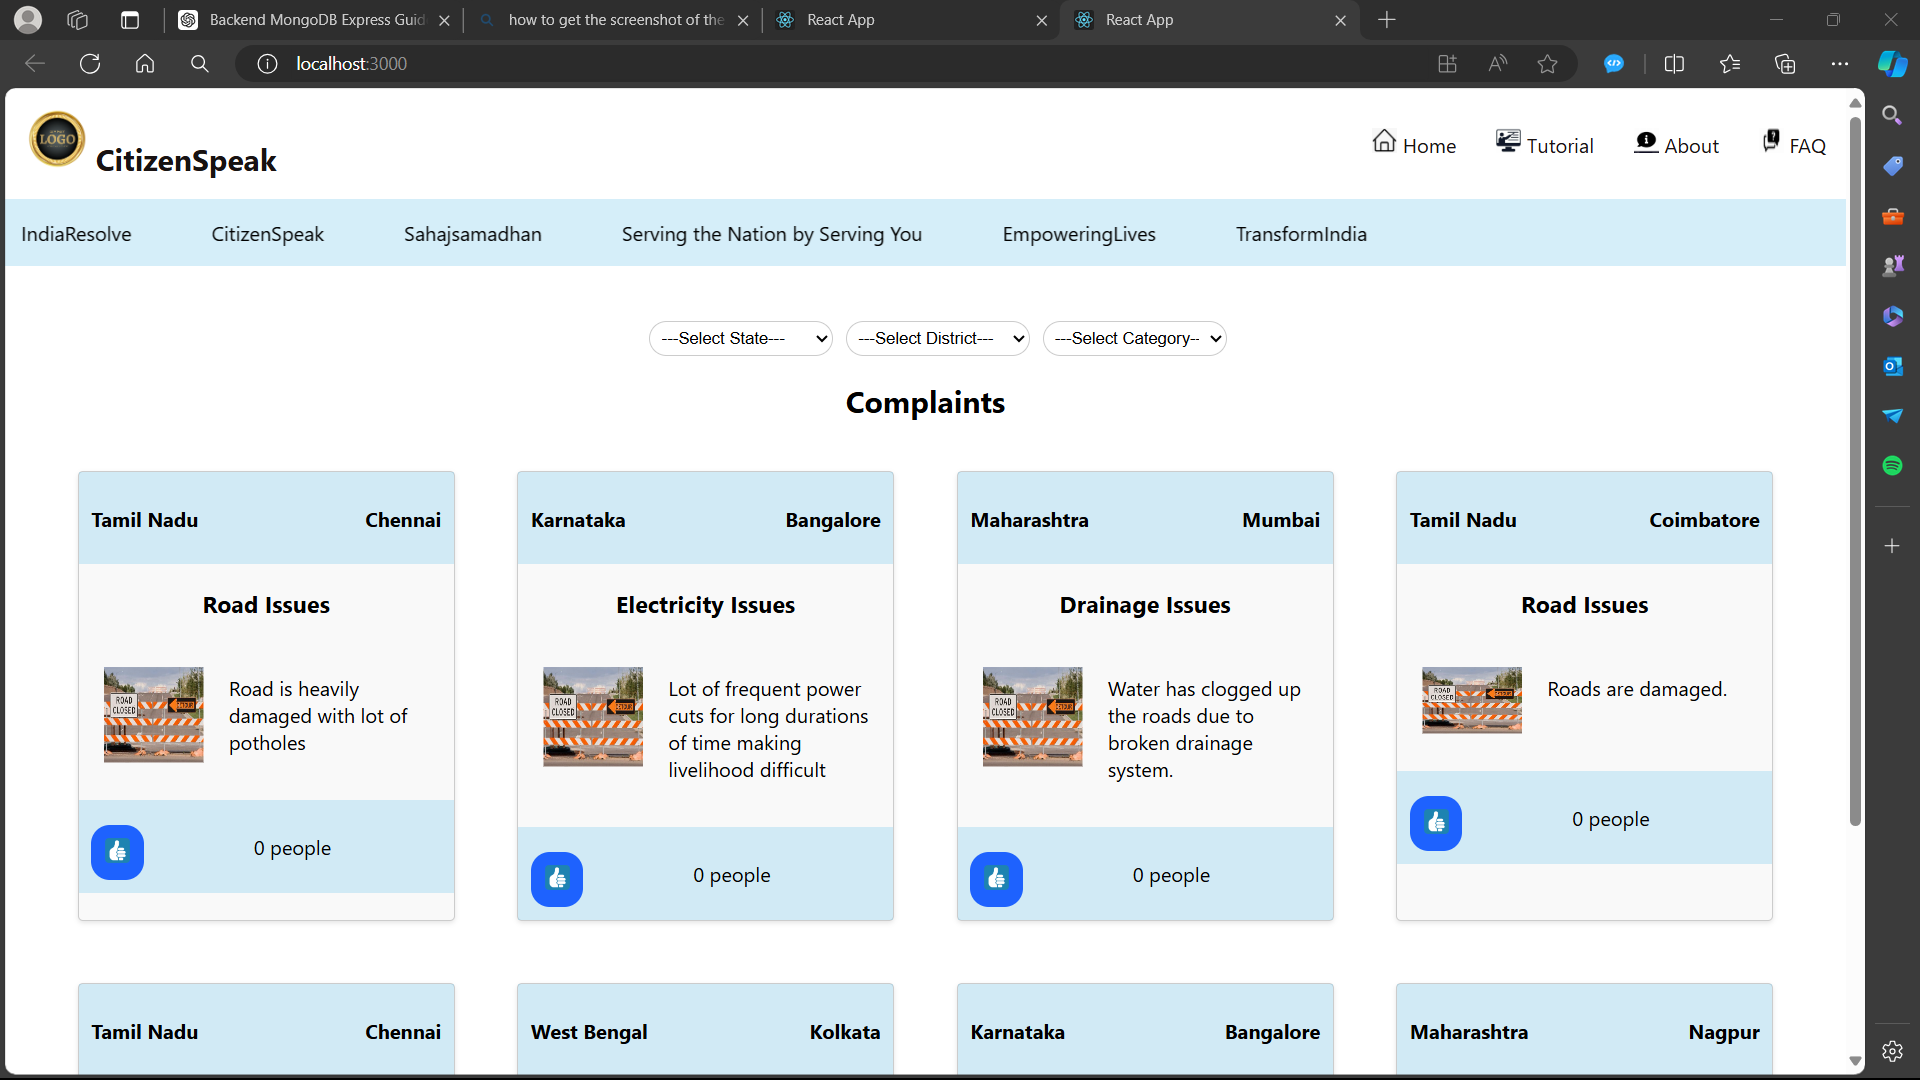 Backend MongoDB Express Guid
how to get the screenshot of the
React App
React App
localhost:3000
LOGO
CitizenSpeak
Home
Tutorial
About
FAQ
IndiaResolve
CitizenSpeak
Sahajsamadhan
Serving the Nation by Serving You
EmpoweringLives
TransformIndia
---Select State---
---Select District---
---Select Category--
Complaints
Tamil Nadu
Chennai
Road Issues
ROAD
CLOSED
DETOUR
Road is heavily
damaged with lot of
potholes
0 people
Karnataka
Bangalore
Electricity Issues
ROAD
CLOSED
DETOUR
Lot of frequent power
cuts for long durations
of time making
livelihood difficult
0 people
Maharashtra
Mumbai
Drainage Issues
ROAD
CLOSED
DETOUR
Water has clogged up
the roads due to
broken drainage
system.
0 people
Tamil Nadu
Coimbatore
Road Issues
ROAD
CLOSED
DETOUR
Roads are damaged.
0 people
Tamil Nadu
Chennai
West Bengal
Kolkata
Karnataka
Bangalore
Maharashtra
Nagpur